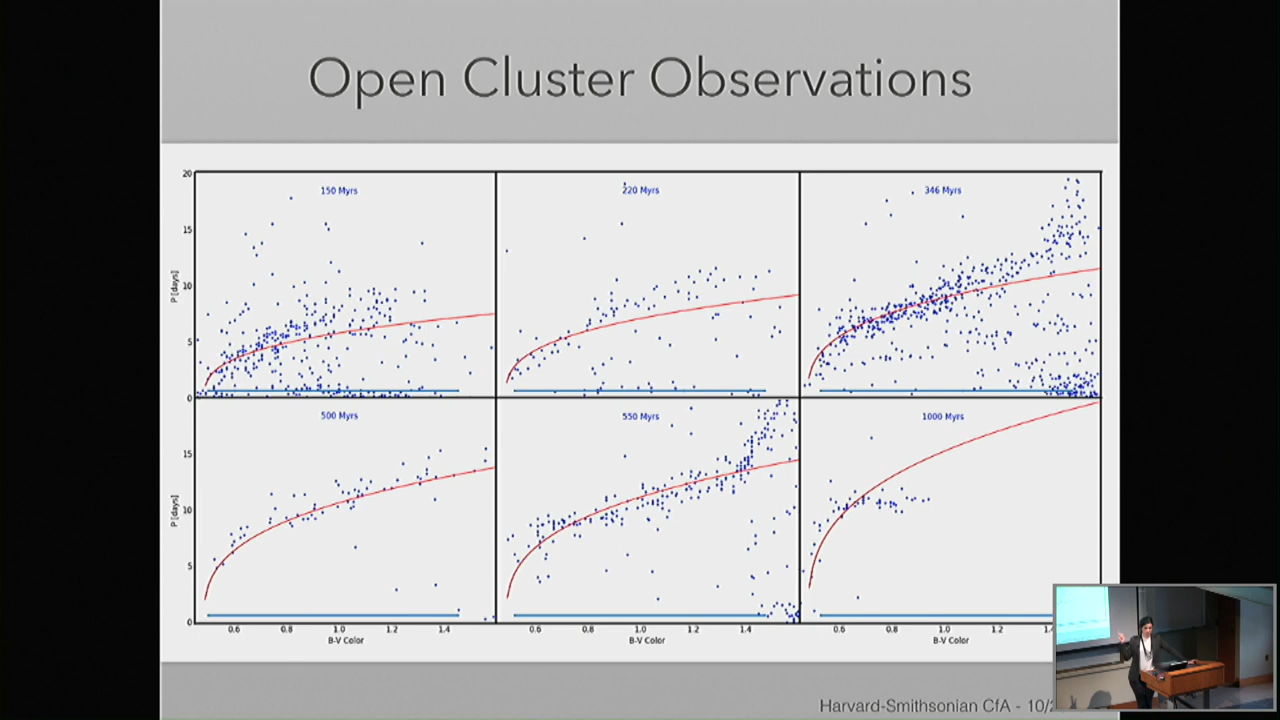 Open Cluster Observations
150 Myrs
220 Myrs
346 Myrs
20
15
10
5
0
P [days]
500 Myrs
550 Myrs
1000 Myrs
15
10
5
0
P [days]
0.6 0.8 1.0 1.2 1.4
0.6 0.8 1.0 1.2 1.4
0.6 0.8 1.0 1.2
B-V Color
B-V Color
B-V Color
Harvard-Smithsonian CfA - 10/2